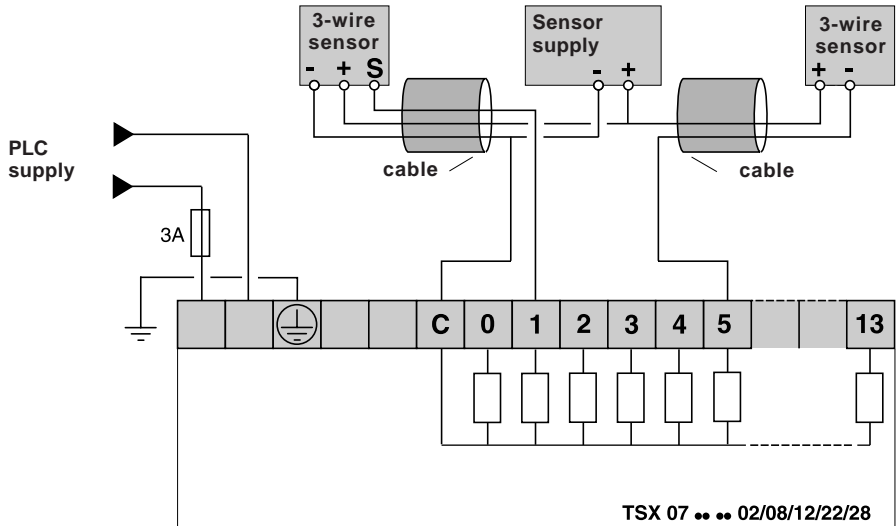 3-wire
sensor
- + S
Sensor
supply
- +
3-wire
sensor
+ -
PLC
supply
cable
cable
3A
C 0 1 2 3 4 5 13
TSX 07 •• •• 02/08/12/22/28